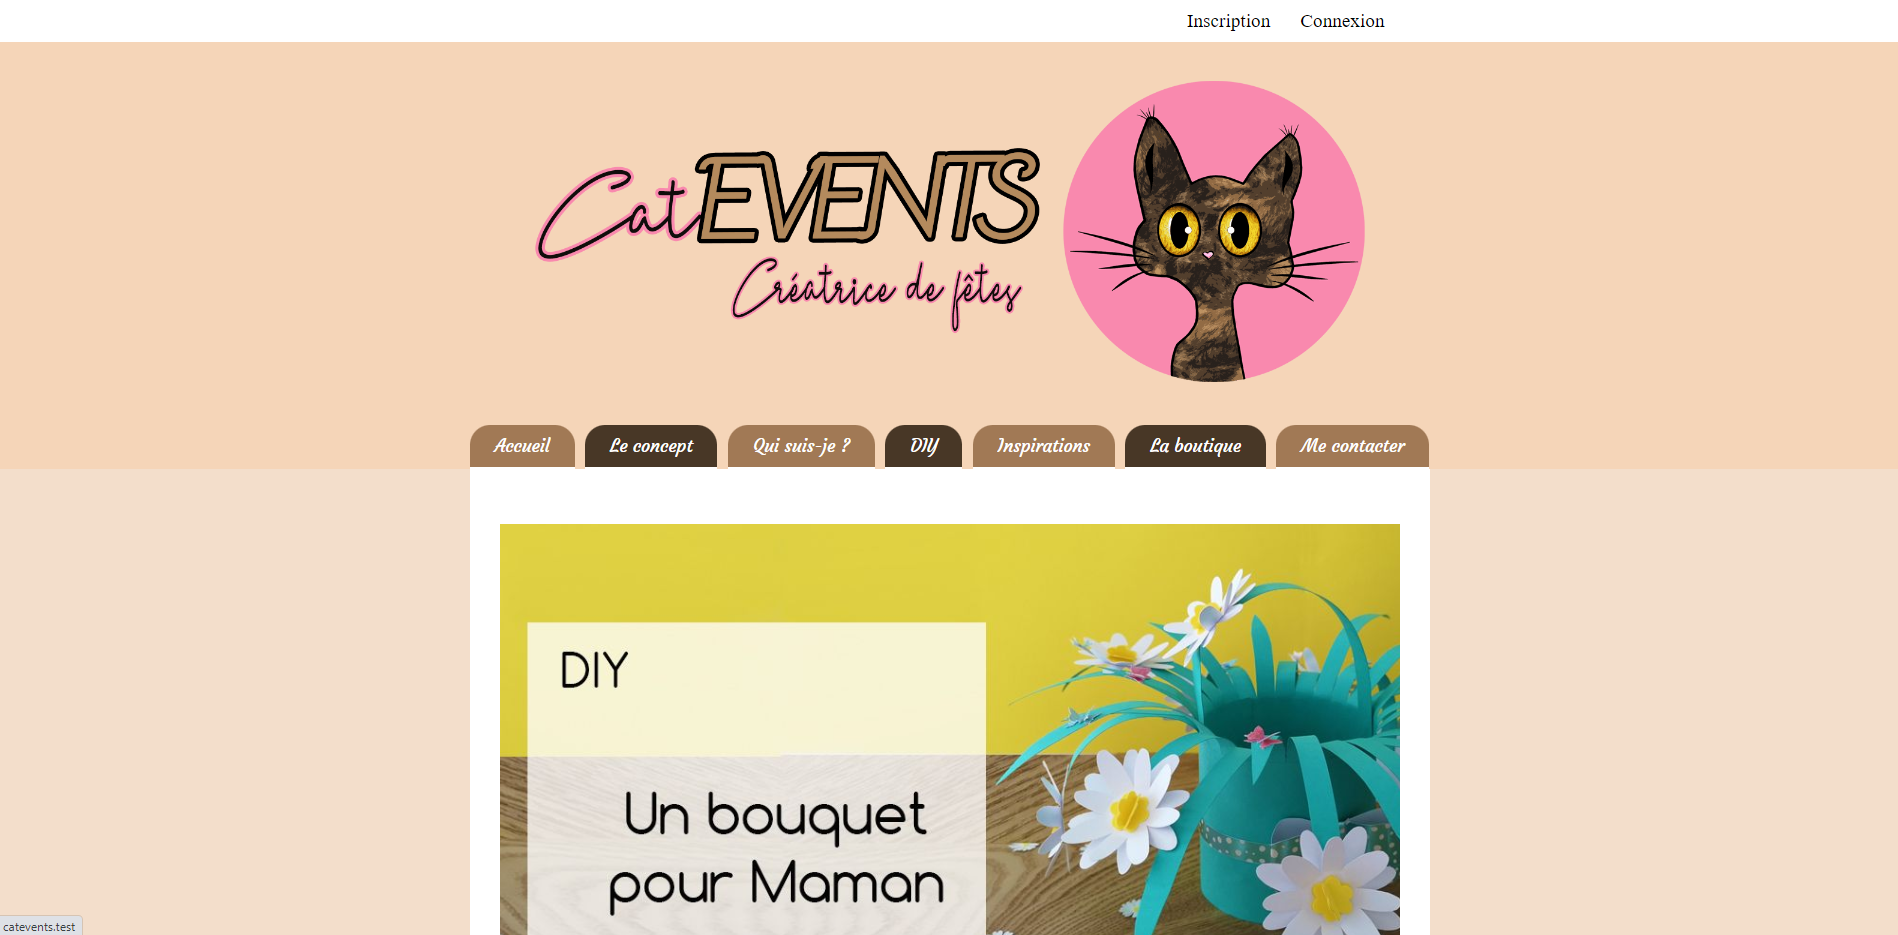 Inscription Connexion
CatEVENTS
Créatrice de fêtes
Accueil Le concept Qui suis-je ? DIY Inspirations La boutique Me contacter
DIY
Un bouquet
pour Maman
catevents.test